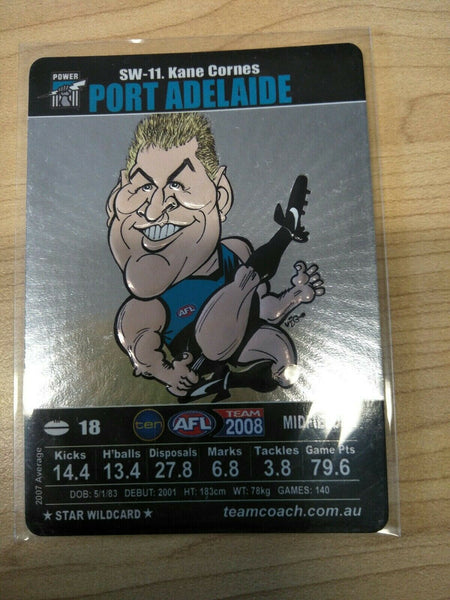 POWER
SW-11. Kane Cornes
PORT ADELAIDE
AFL
18 ten AFL TEAM 2008
2007 Average
Kicks H'balls Disposals Marks Tackles Game Pts
14.4 13.4 27.8 6.8 3.8 79.6
DOB: 5/1/83 DEBUT: 2001 HT: 183cm WT: 78kg GAMES: 140
★ STAR WILDCARD ★ teamcoach.com.au